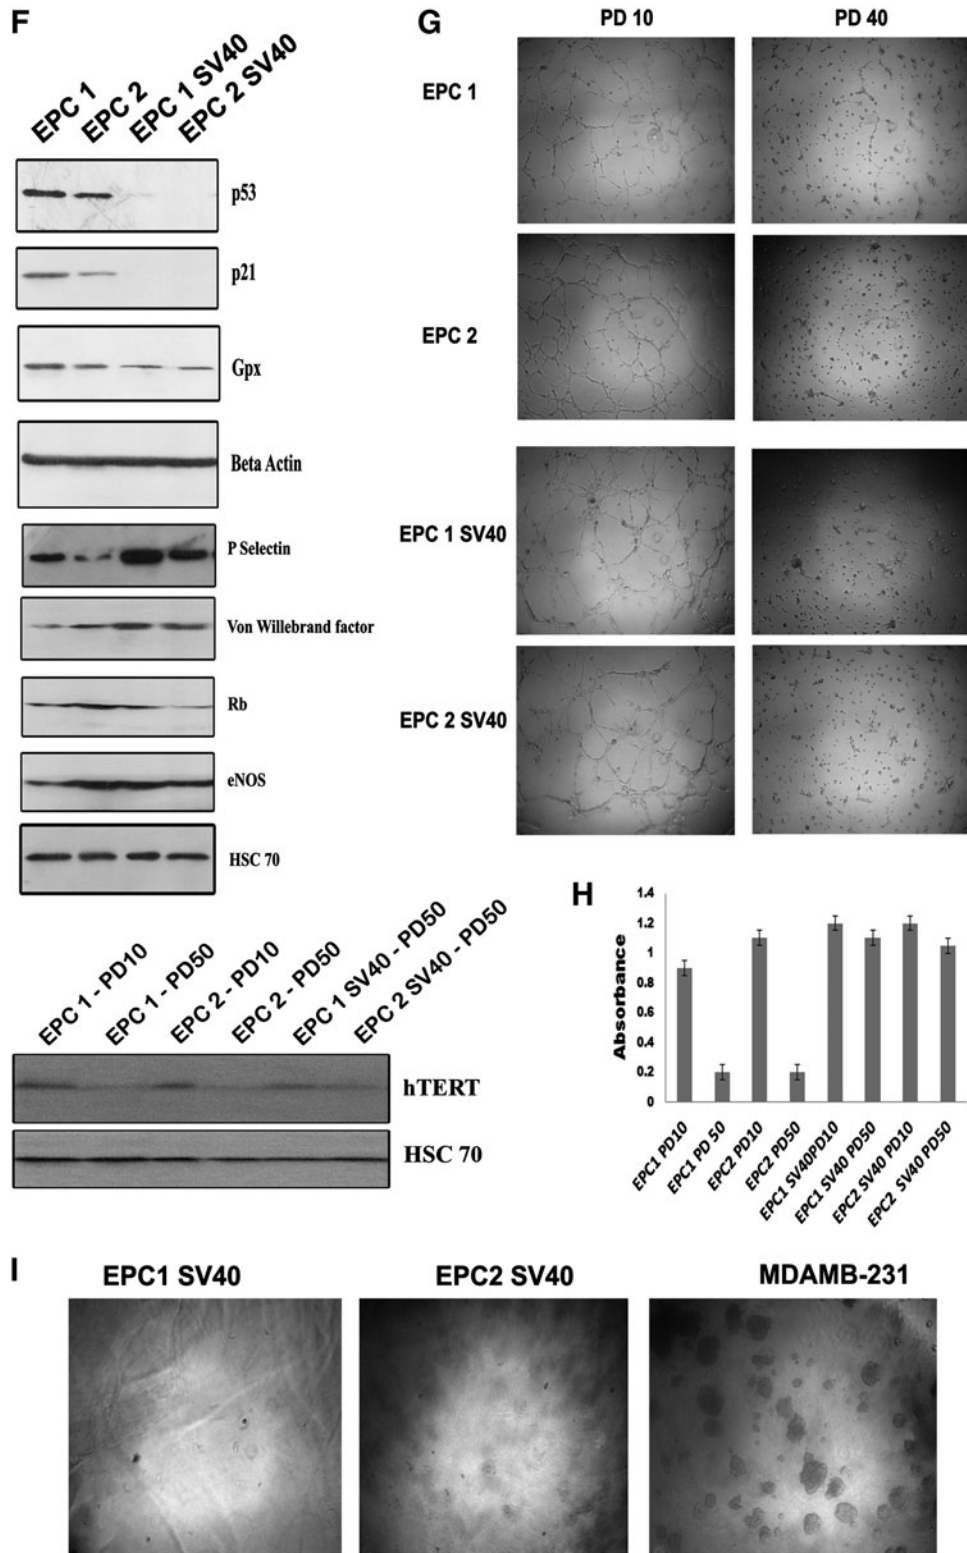 F
EPC 1
EPC 2
EPC 1 SV40
EPC 2 SV40
p53
p21
Gpx
Beta Actin
P Selectin
Von Willebrand factor
Rb
eNOS
HSC 70
EPC 1 - PD10
EPC 1 - PD50
EPC 2 - PD10
EPC 2 - PD50
EPC 1 SV40 - PD50
EPC 2 SV40 - PD50
hTERT
HSC 70
G
PD 10
PD 40
EPC 1
EPC 2
EPC 1 SV40
EPC 2 SV40
H
Absorbance
1.4
1.2
1
0.8
0.6
0.4
0.2
0
EPC1 PD10
EPC1 PD 50
EPC2 PD10
EPC2 PD50
EPC1 SV40PD10
EPC1 SV40 PD50
EPC2 SV40 PD10
EPC2 SV40 PD50
I
EPC1 SV40
EPC2 SV40
MDAMB-231